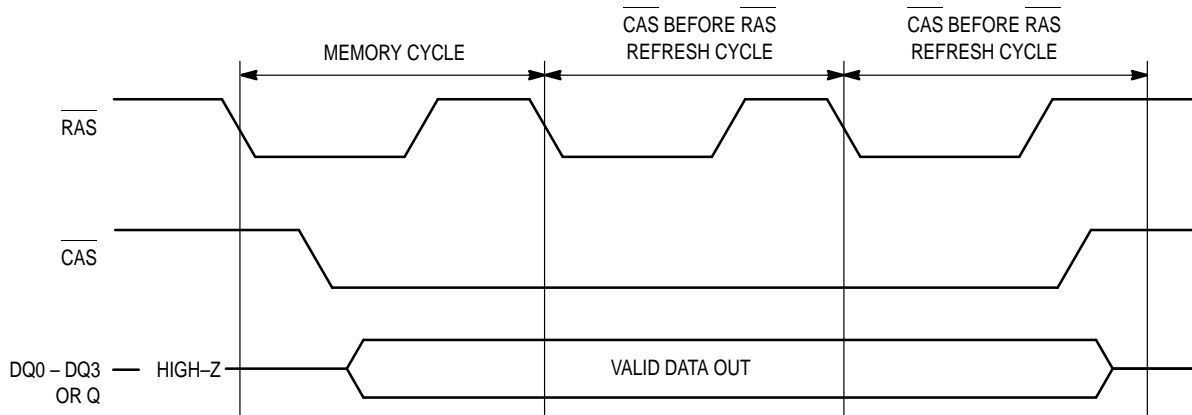 CAS BEFORE RAS
REFRESH CYCLE
CAS BEFORE RAS
REFRESH CYCLE
MEMORY CYCLE
RAS
CAS
DQ0 – DQ3
OR Q
HIGH–Z
VALID DATA OUT